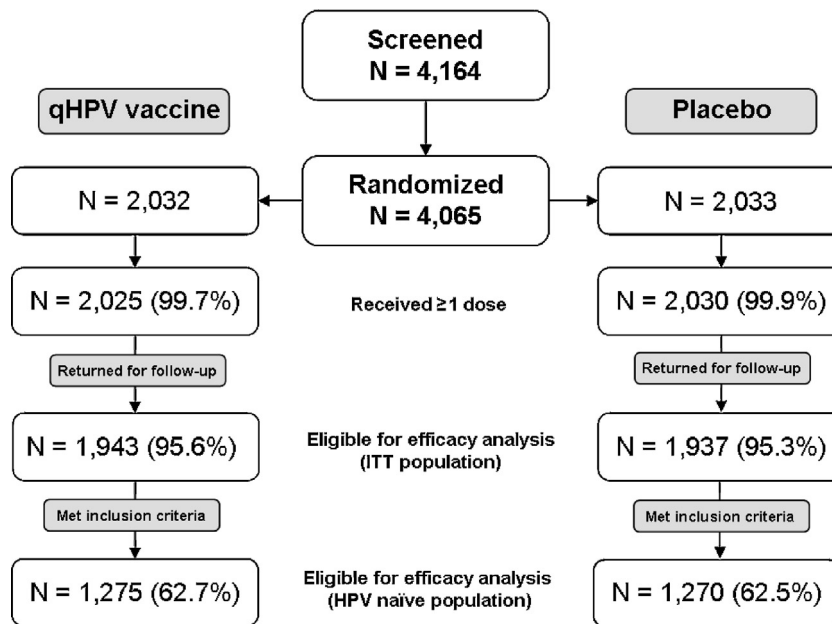 Screened
N = 4,164
qHPV vaccine
Placebo
Randomized
N = 4,065
N = 2,032
N = 2,033
N = 2,025 (99.7%)
Received ≥1 dose
N = 2,030 (99.9%)
Returned for follow-up
Returned for follow-up
N = 1,943 (95.6%)
Eligible for efficacy analysis
(ITT population)
N = 1,937 (95.3%)
Met inclusion criteria
Met inclusion criteria
N = 1,275 (62.7%)
Eligible for efficacy analysis
(HPV naïve population)
N = 1,270 (62.5%)